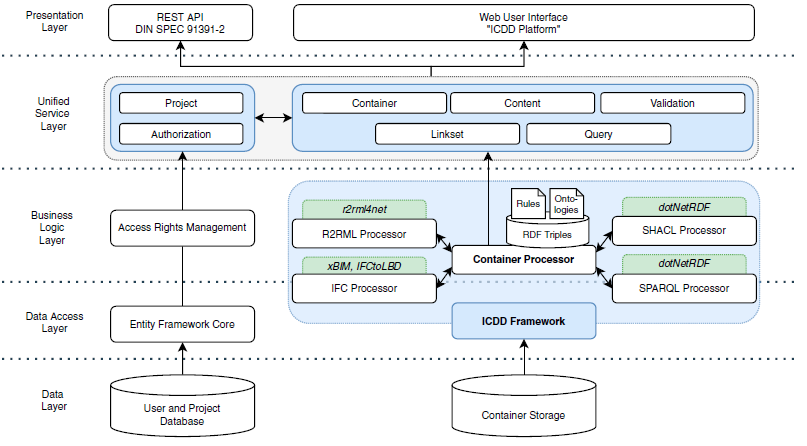 Presentation
Layer
REST API
DIN SPEC 91391-2
Web User Interface
"ICDD Platform"
Unified
Service
Layer
Project
Authorization
Container
Content
Validation
Linkset
Query
Business
Logic
Layer
Access Rights Management
r2rml4net
R2RML Processor
xBIM, IFCtoLBD
IFC Processor
Rules
Onto-
logies
RDF Triples
Container Processor
dotNetRDF
SHACL Processor
dotNetRDF
SPARQL Processor
Data Access
Layer
Entity Framework Core
ICDD Framework
Data
Layer
User and Project
Database
Container Storage